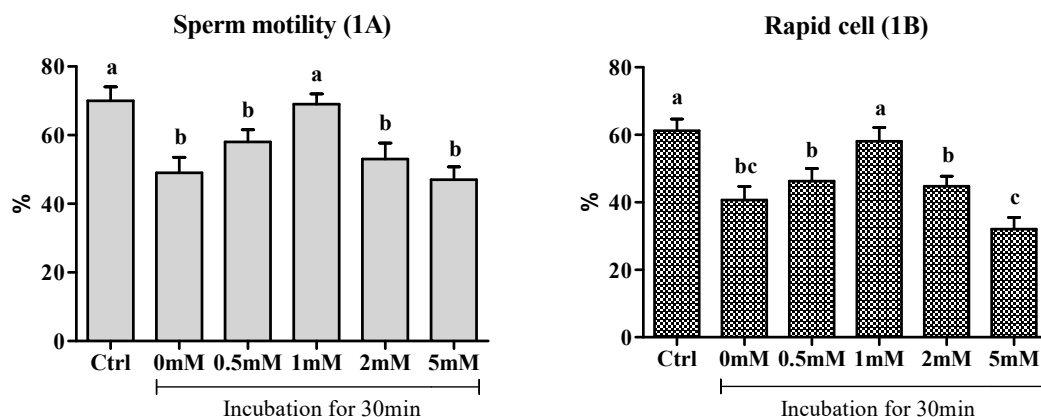 Sperm motility (1A)
80
60
40
20
0
%
a
b
b
a
b
b
Ctrl 0mM 0.5mM 1mM 2mM 5mM
Incubation for 30min
Rapid cell (1B)
80
60
40
20
0
%
a
bc
b
a
b
c
Ctrl 0mM 0.5mM 1mM 2mM 5mM
Incubation for 30min